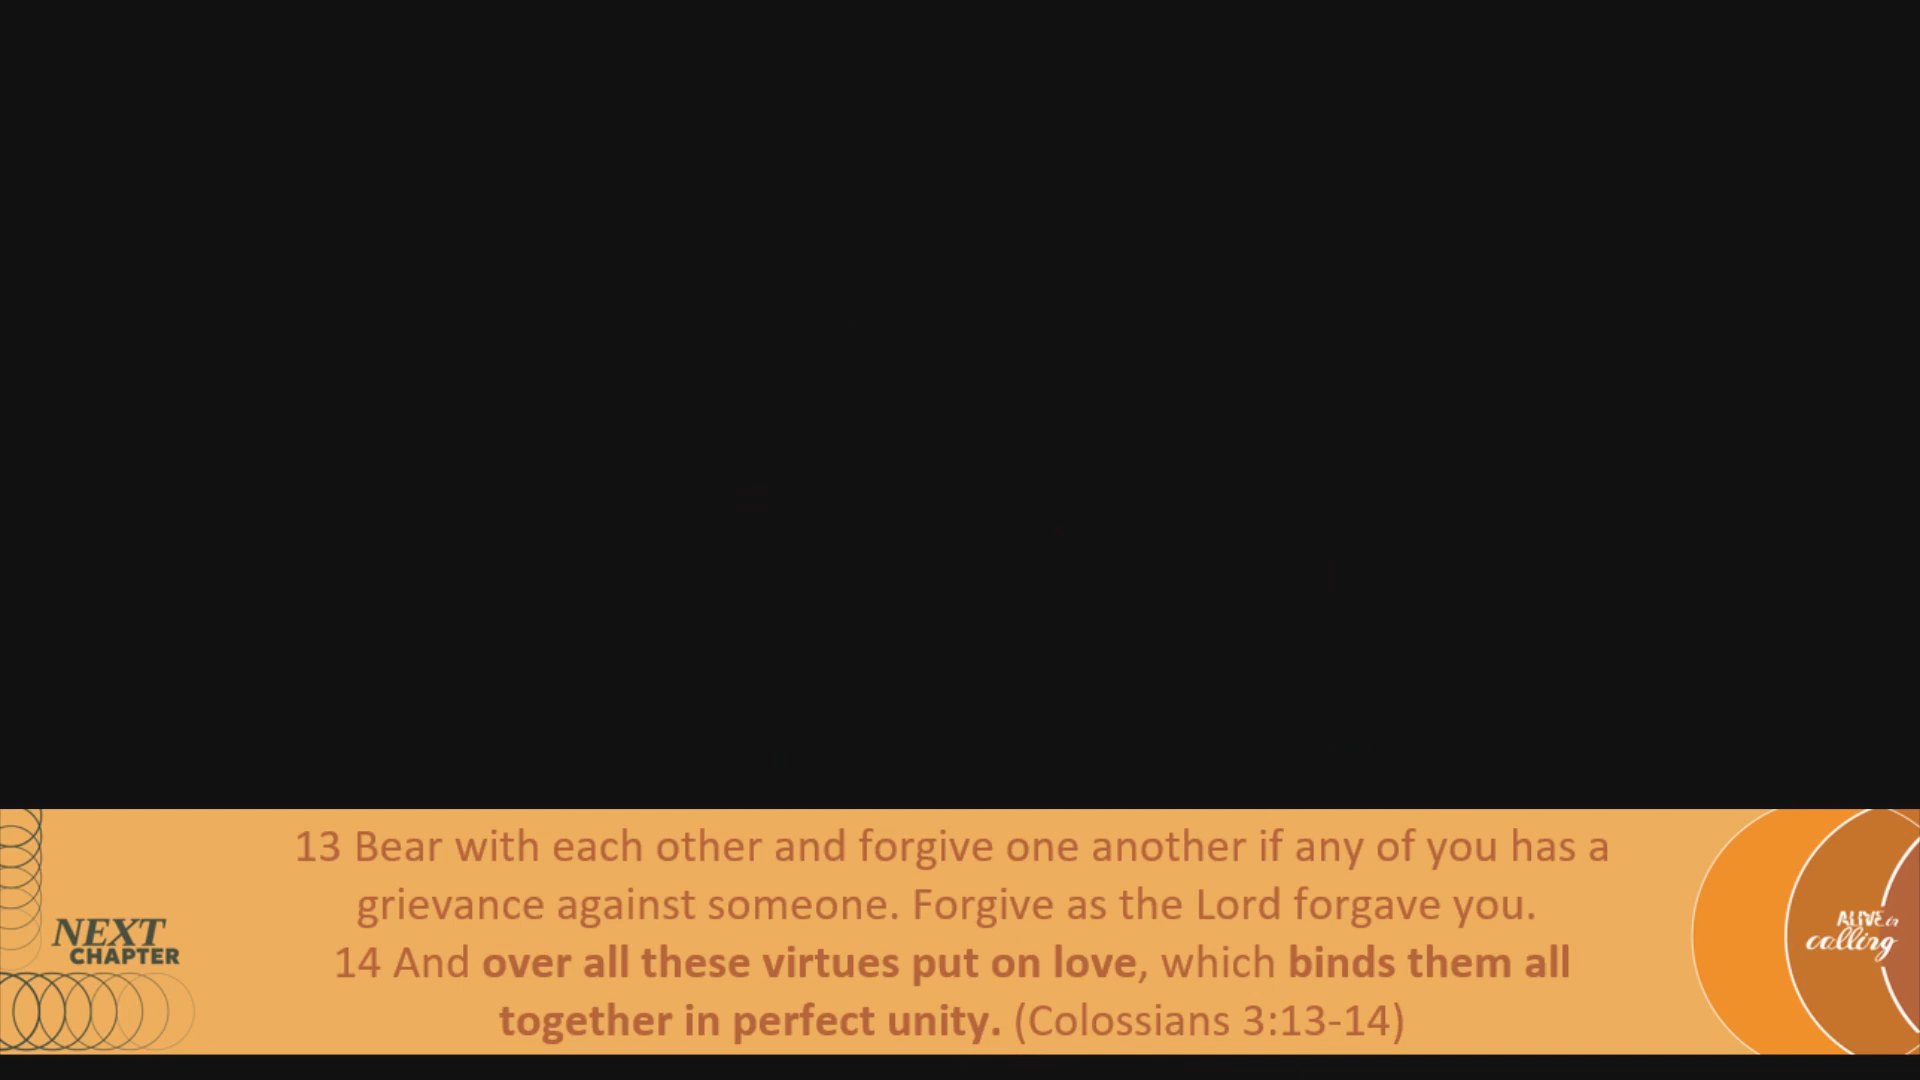 13 Bear with each other and forgive one another if any of you has a
grievance against someone. Forgive as the Lord forgave you.
14 And over all these virtues put on love, which binds them all
together in perfect unity. (Colossians 3:13-14)
NEXT
CHAPTER
ALIVE in
calling